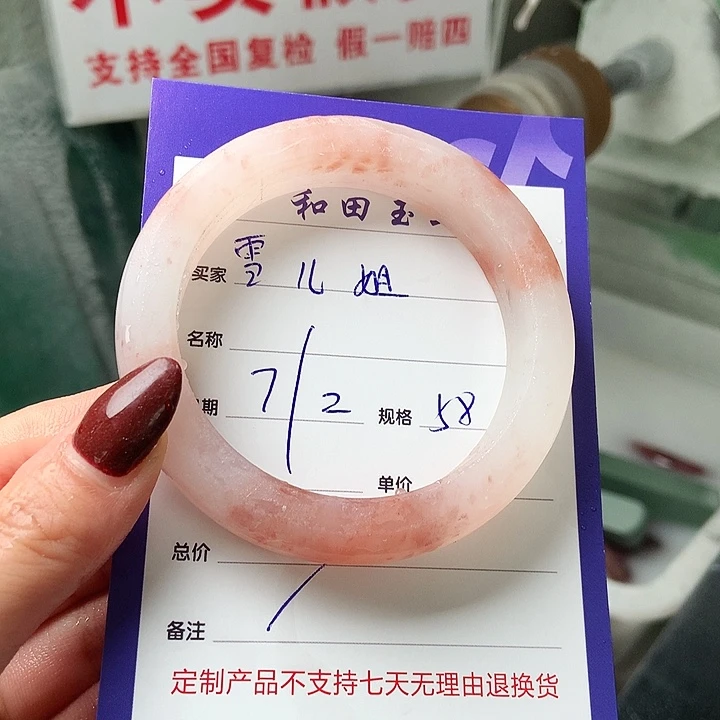 支持全国复检 假一赔四
和田玉
买家 雪儿姐
名称
期 7/2 规格 58
单价
总价
备注 /
定制产品不支持七天无理由退换货